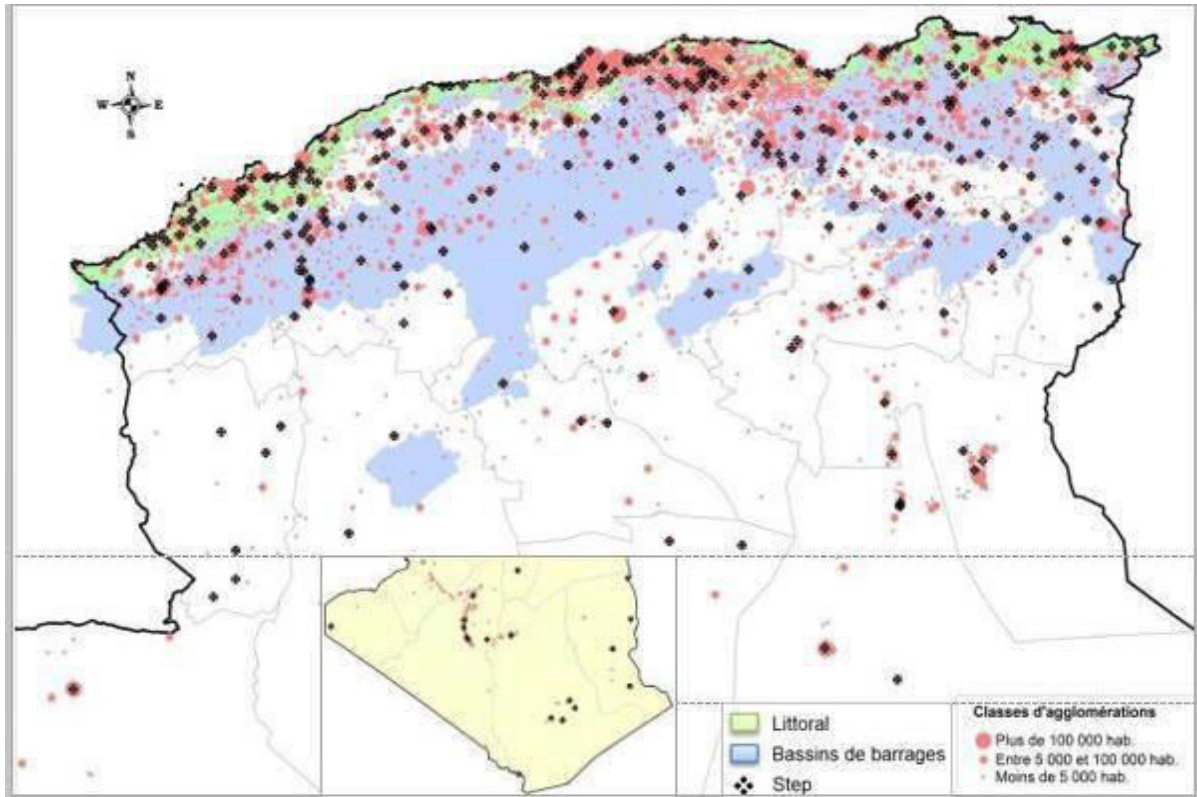 N
W E
S
Littoral
Bassins de barrages
Step
Classes d'agglomérations
Plus de 100 000 hab.
Entre 5 000 et 100 000 hab.
Moins de 5 000 hab.